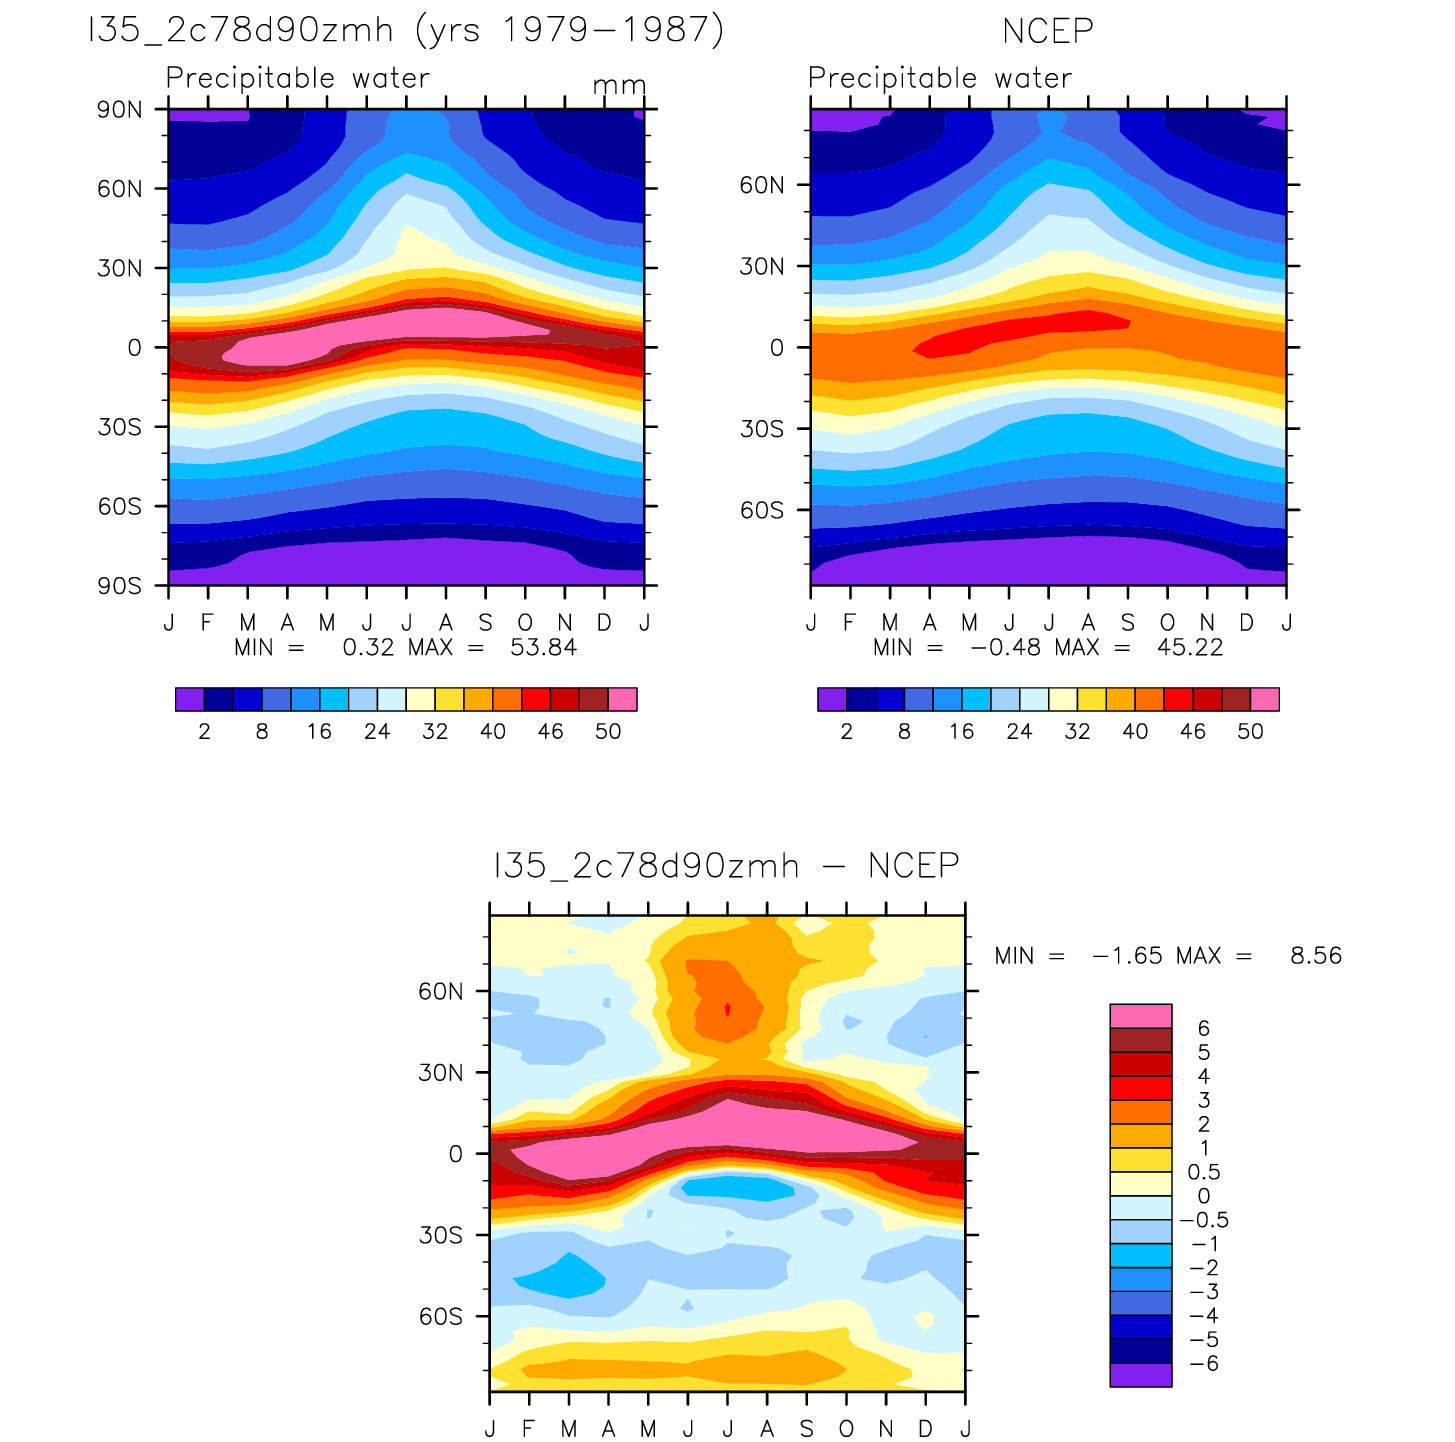 I35_2c78d90zmh (yrs 1979−1987)
Precipitable water mm
90N
60N
30N
0
30S
60S
90S
J F M A M J J A S O N D J
MIN = 0.32 MAX = 53.84
2 8 16 24 32 40 46 50
NCEP
Precipitable water
60N
30N
0
30S
60S
J F M A M J J A S O N D J
MIN = −0.48 MAX = 45.22
2 8 16 24 32 40 46 50
I35_2c78d90zmh − NCEP
60N
30N
0
30S
60S
J F M A M J J A S O N D J
MIN = −1.65 MAX = 8.56
6
5
4
3
2
1
0.5
0
−0.5
−1
−2
−3
−4
−5
−6